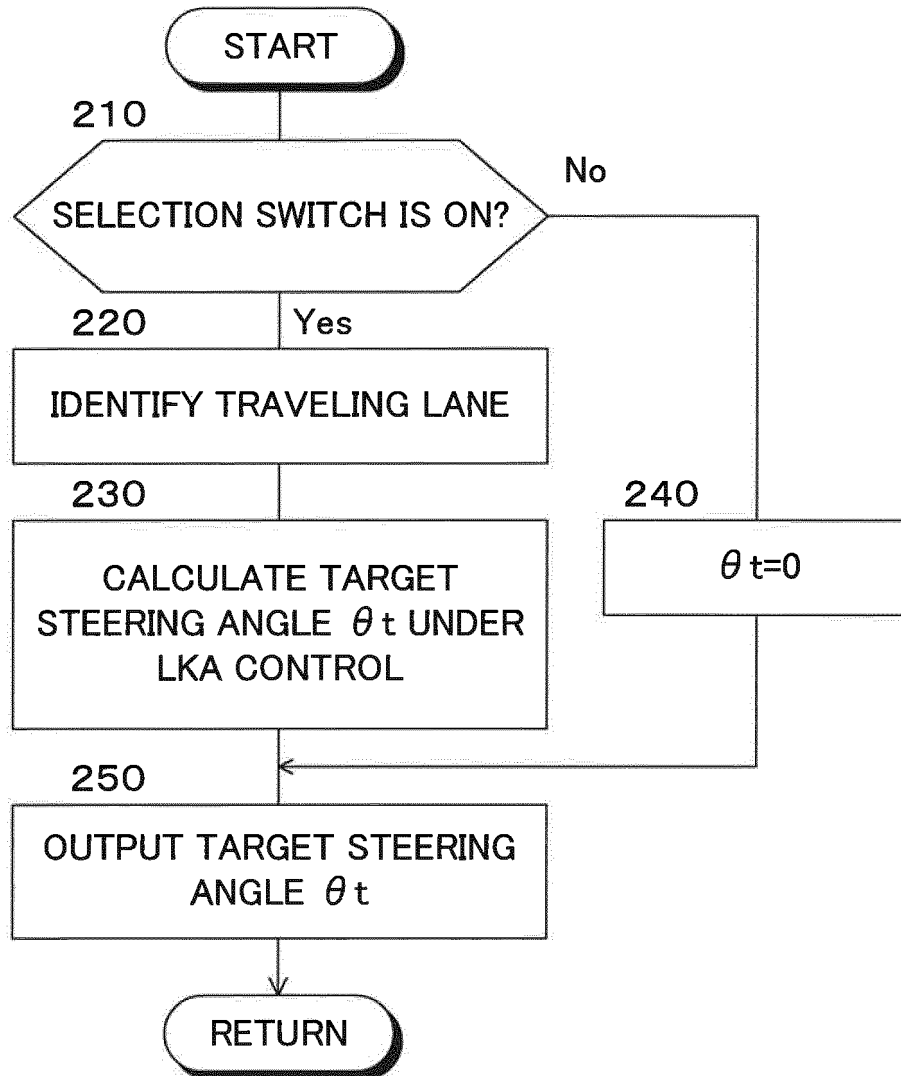 START
210
SELECTION SWITCH IS ON?
No
220
Yes
IDENTIFY TRAVELING LANE
230
CALCULATE TARGET
STEERING ANGLE θt UNDER
LKA CONTROL
240
θt=0
250
OUTPUT TARGET STEERING
ANGLE θt
RETURN